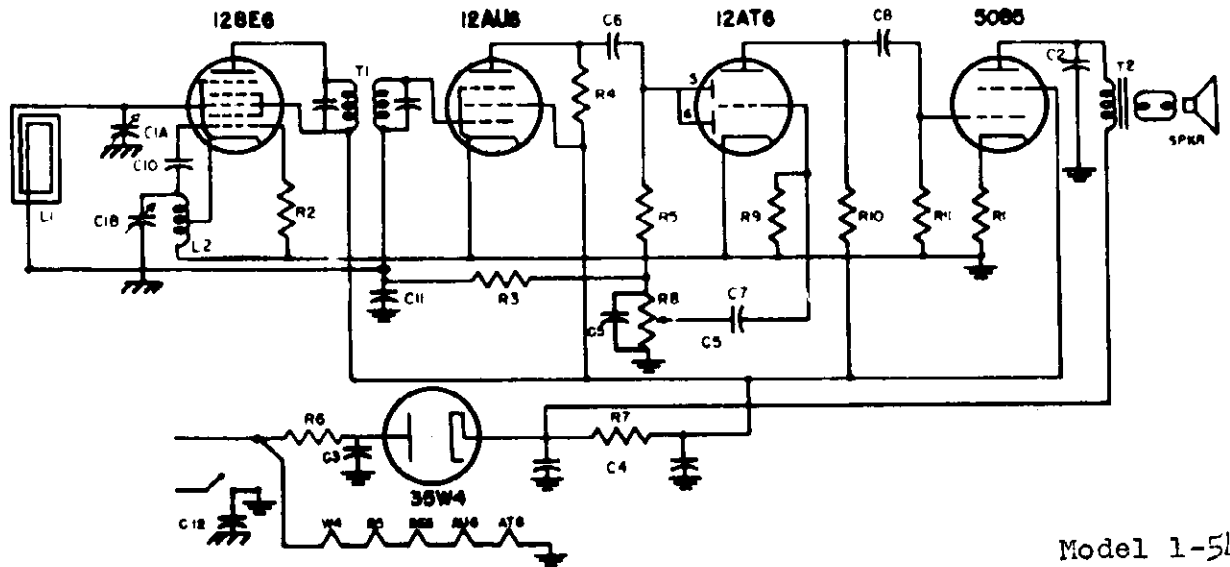 12BE6 12AU6 12AT6 50B5
C6 C8 C2 T2
T1 R4 5 6
C1A
C10
SPKR
L1 C1B L2 R2 R5 R9 R10 R11 R1
C11 R3 R8 C7
C5 C5
R6 R7
C3 C4
35W4
C12
W4 B5 BE6 AU6 AT6
Model 1-51